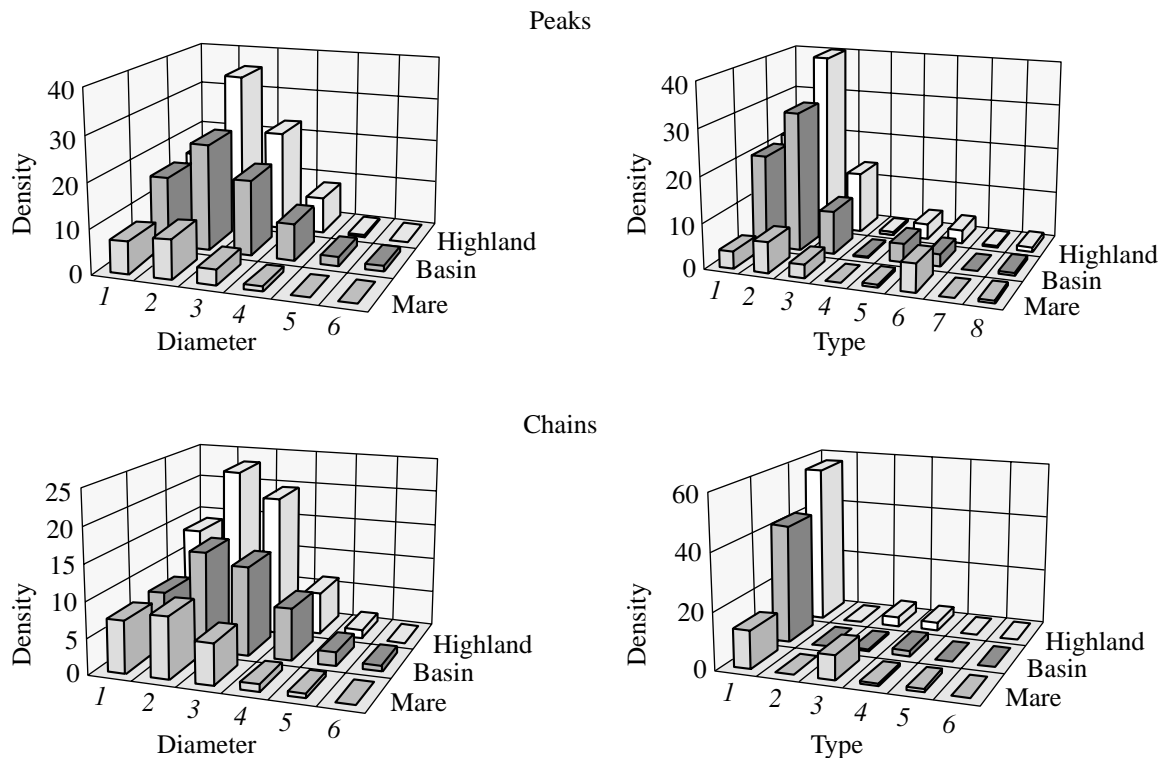 Peaks
Density
40
30
20
10
0
1 2 3 4 5 6
Diameter
Highland
Basin
Mare
Density
40
30
20
10
0
1 2 3 4 5 6 7 8
Type
Highland
Basin
Mare
Chains
Density
25
20
15
10
5
0
1 2 3 4 5 6
Diameter
Highland
Basin
Mare
Density
60
40
20
0
1 2 3 4 5 6
Type
Highland
Basin
Mare